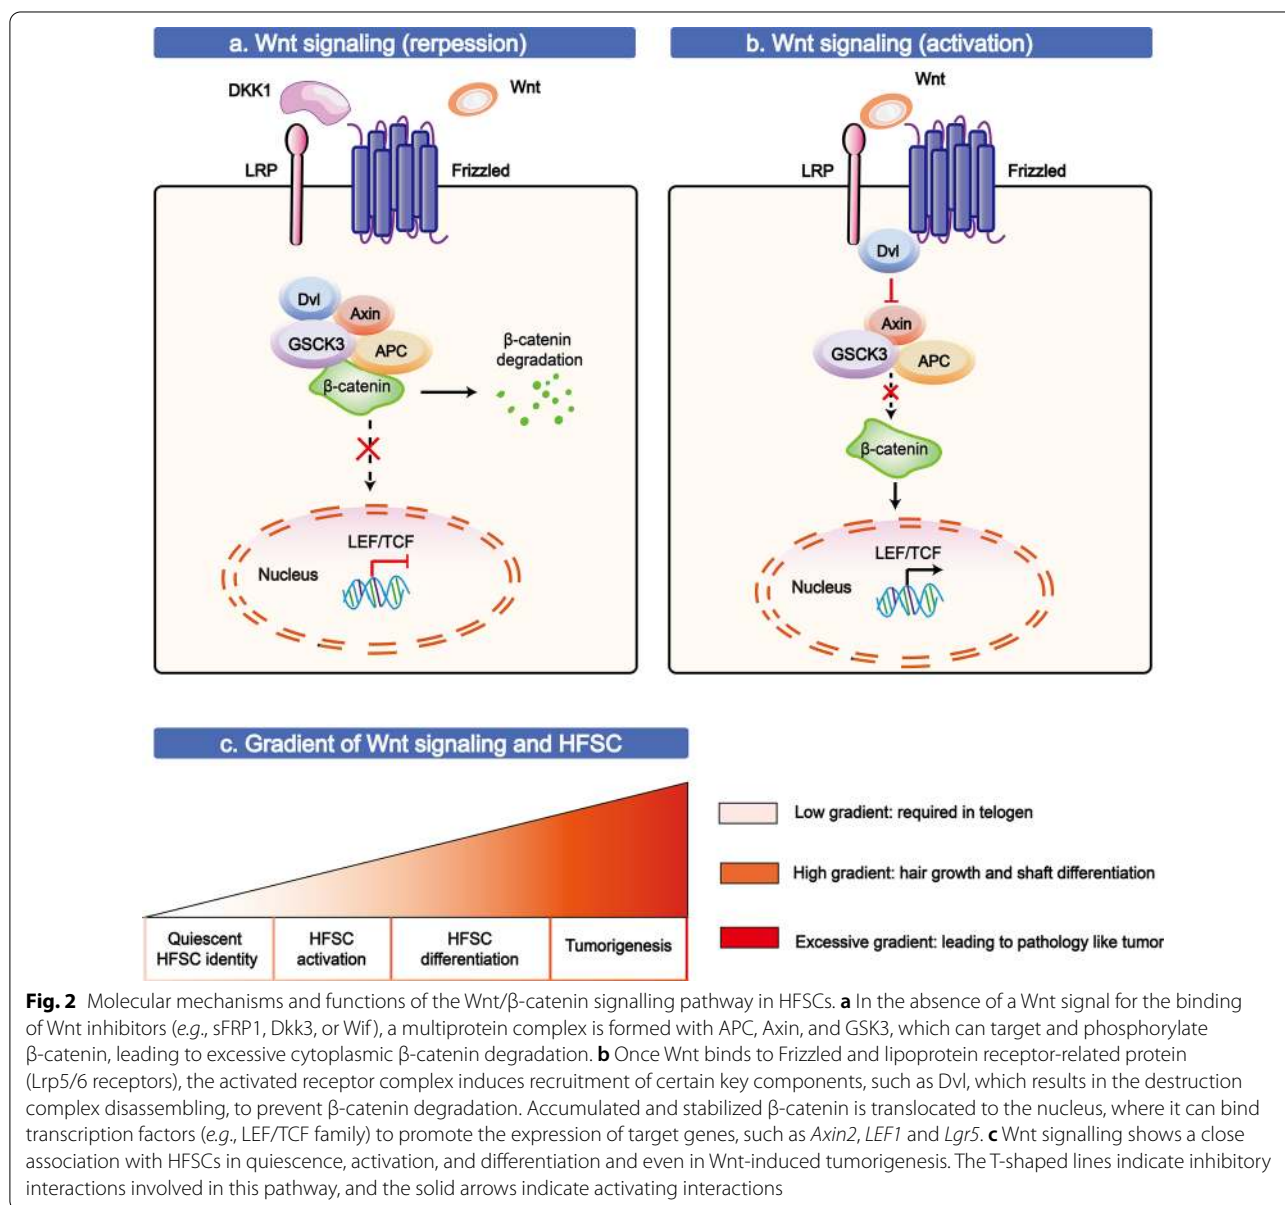 a. Wnt signaling (rerpession)
DKK1
Wnt
LRP
Frizzled
Dvl
Axin
GSCK3
APC
β-catenin
β-catenin
degradation
LEF/TCF
Nucleus
b. Wnt signaling (activation)
Wnt
LRP
Frizzled
Dvl
Axin
GSCK3
APC
β-catenin
LEF/TCF
Nucleus
c. Gradient of Wnt signaling and HFSC
Quiescent
HFSC identity
HFSC
activation
HFSC
differentiation
Tumorigenesis
Low gradient: required in telogen
High gradient: hair growth and shaft differentiation
Excessive gradient: leading to pathology like tumor
Fig. 2 Molecular mechanisms and functions of the Wnt/β-catenin signalling pathway in HFSCs. a In the absence of a Wnt signal for the binding
of Wnt inhibitors (e.g., sFRP1, Dkk3, or Wif), a multiprotein complex is formed with APC, Axin, and GSK3, which can target and phosphorylate
β-catenin, leading to excessive cytoplasmic β-catenin degradation. b Once Wnt binds to Frizzled and lipoprotein receptor-related protein
(Lrp5/6 receptors), the activated receptor complex induces recruitment of certain key components, such as Dvl, which results in the destruction
complex disassembling, to prevent β-catenin degradation. Accumulated and stabilized β-catenin is translocated to the nucleus, where it can bind
transcription factors (e.g., LEF/TCF family) to promote the expression of target genes, such as Axin2, LEF1 and Lgr5. c Wnt signalling shows a close
association with HFSCs in quiescence, activation, and differentiation and even in Wnt-induced tumorigenesis. The T-shaped lines indicate inhibitory
interactions involved in this pathway, and the solid arrows indicate activating interactions